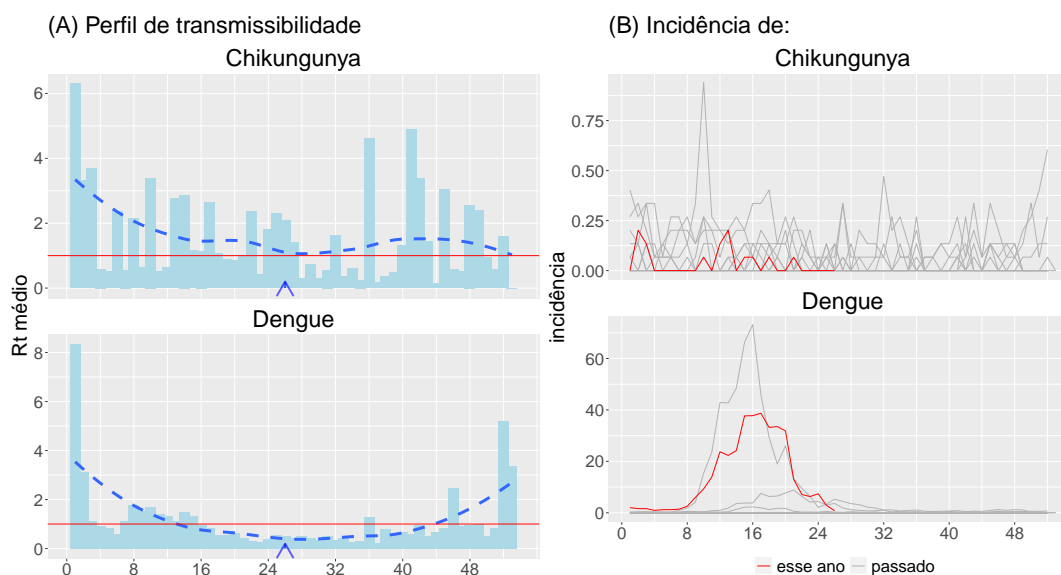 (A) Perfil de transmissibilidade
Chikungunya
6
4
2
0
Dengue
8
6
4
2
0
0 8 16 24 32 40 48
Rt médio
(B) Incidência de:
Chikungunya
0.75
0.50
0.25
0.00
Dengue
60
40
20
0
0 8 16 24 32 40 48
incidência
esse ano passado